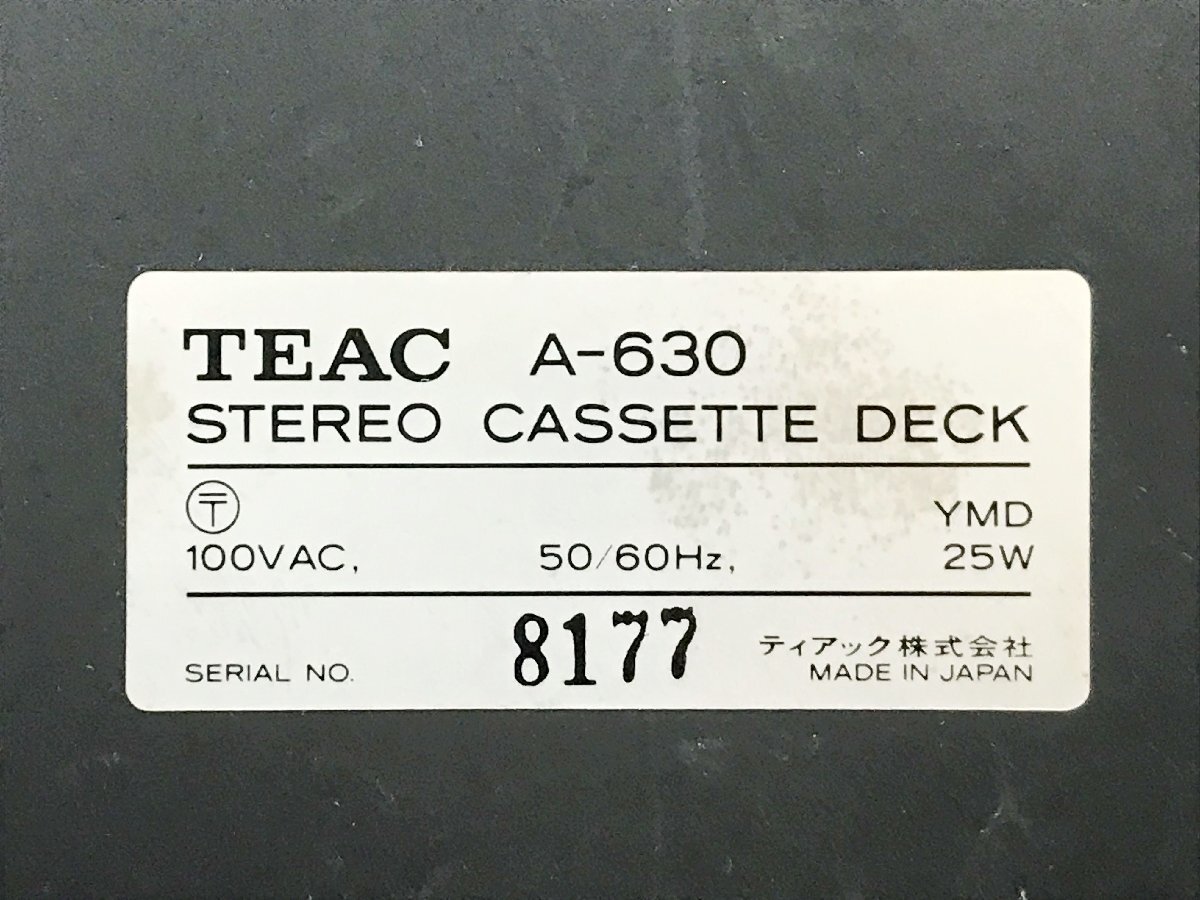 TEAC A-630
STEREO CASSETTE DECK
〒 YMD
100VAC, 50/60Hz, 25W
SERIAL NO. 8177 ティアック株式会社
MADE IN JAPAN